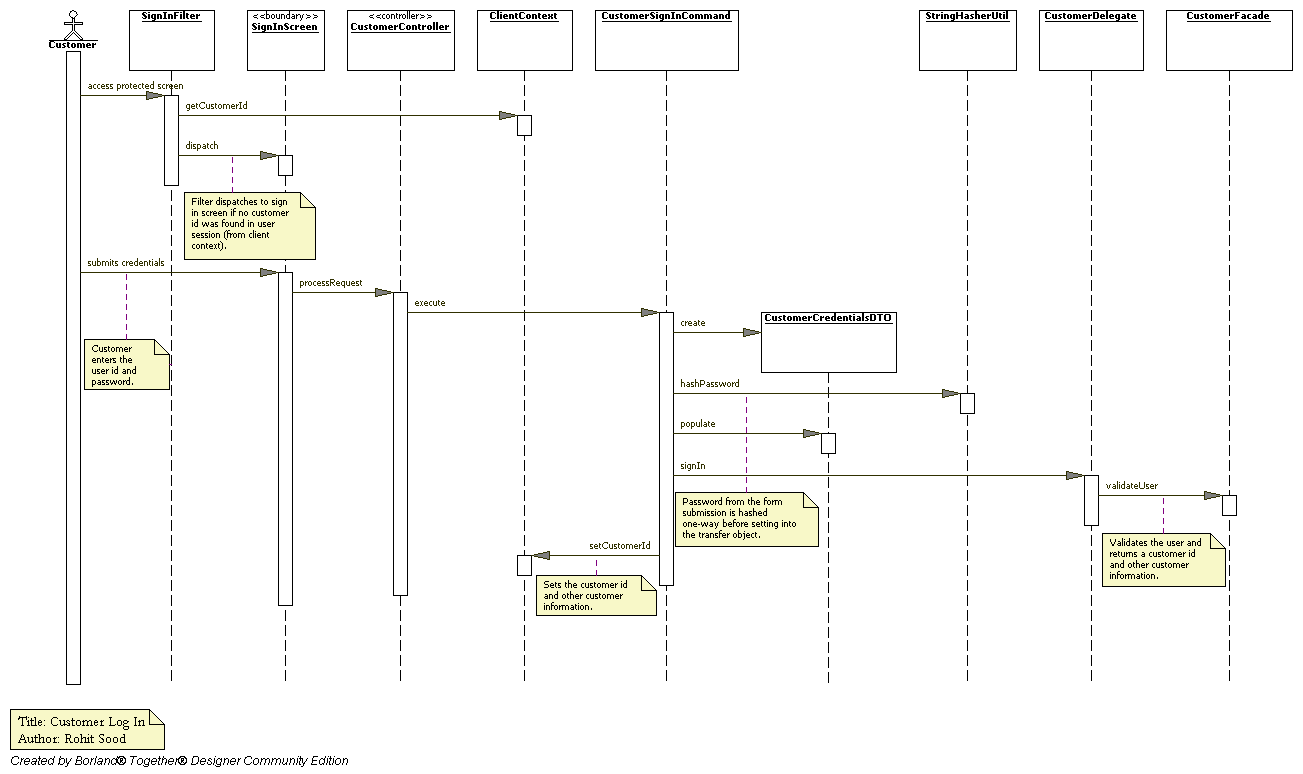 <<boundary>>
<<controller>>
SignInFilter
SignInScreen
CustomerController
ClientContext
CustomerSignInCommand
StringHasherUtil
CustomerDelegate
CustomerFacade
Customer
access protected screen
getCustomerId
dispatch
Filter dispatches to sign
in screen if no customer
id was found in user
session (from client
context).
submits credentials
processRequest
execute
create
CustomerCredentialsDTO
Customer
enters the
user id and
password.
hashPassword
populate
signIn
validateUser
Password from the form
submission is hashed
one-way before setting into
the transfer object.
setCustomerId
Validates the user and
returns a customer id
and other customer
information.
Sets the customer id
and other customer
information.
Title: Customer Log In
Author: Rohit Sood
Created by Borland® Together® Designer Community Edition